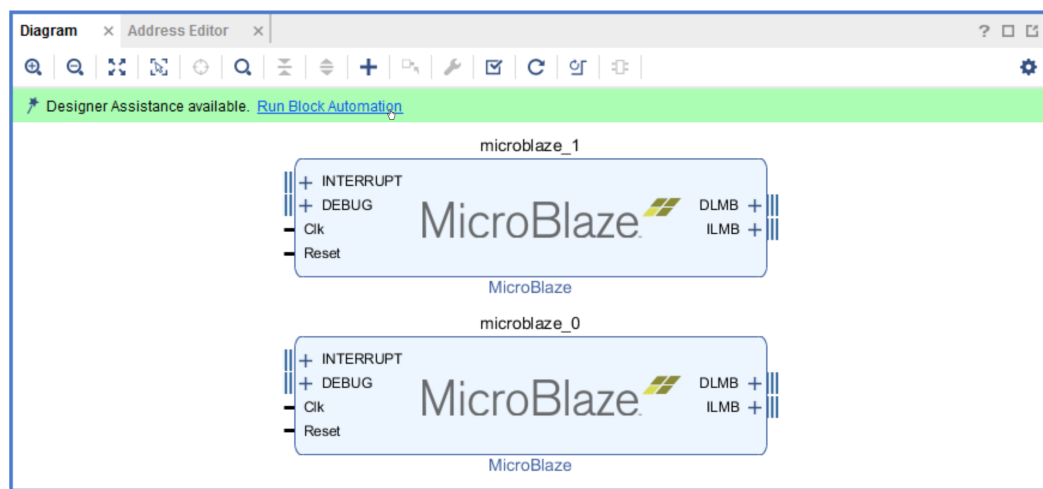 Diagram × Address Editor ×
Designer Assistance available. Run Block Automation
microblaze_1
INTERRUPT
DEBUG
Clk
Reset
MicroBlaze
DLMB
ILMB
MicroBlaze
microblaze_0
INTERRUPT
DEBUG
Clk
Reset
MicroBlaze
DLMB
ILMB
MicroBlaze